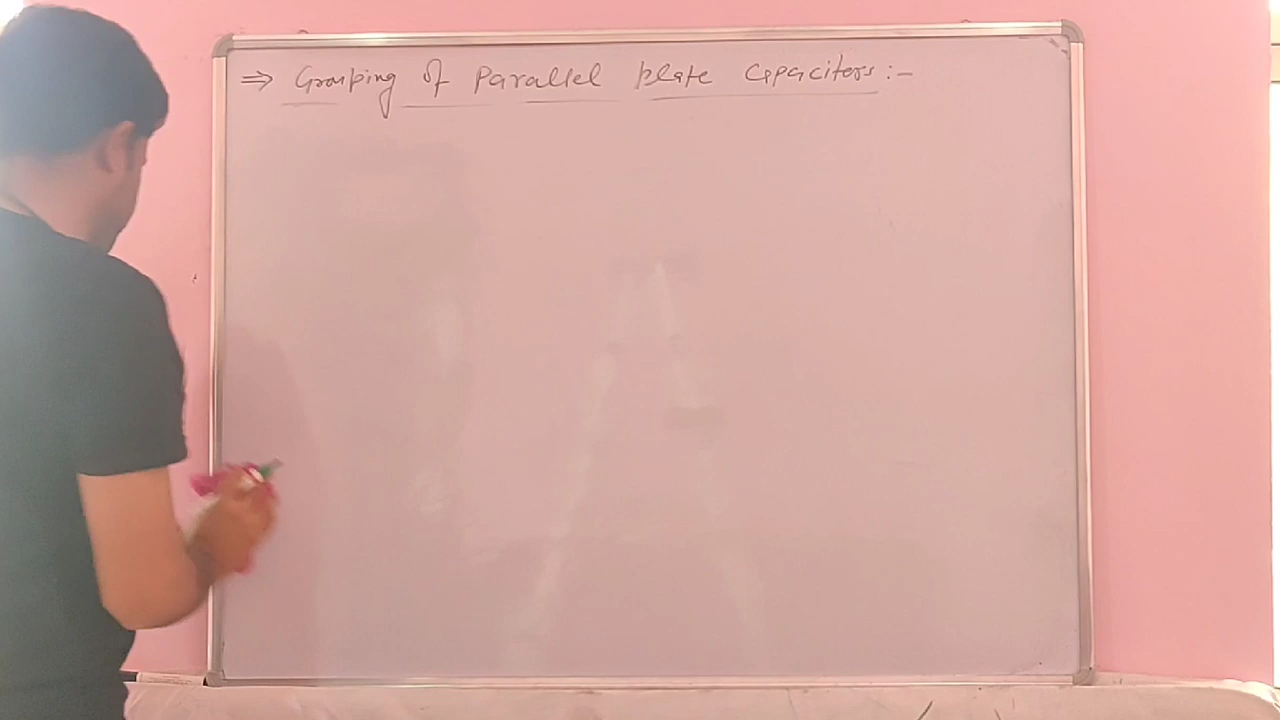 ⇒ Grouping of Parallel plate Capacitors :-